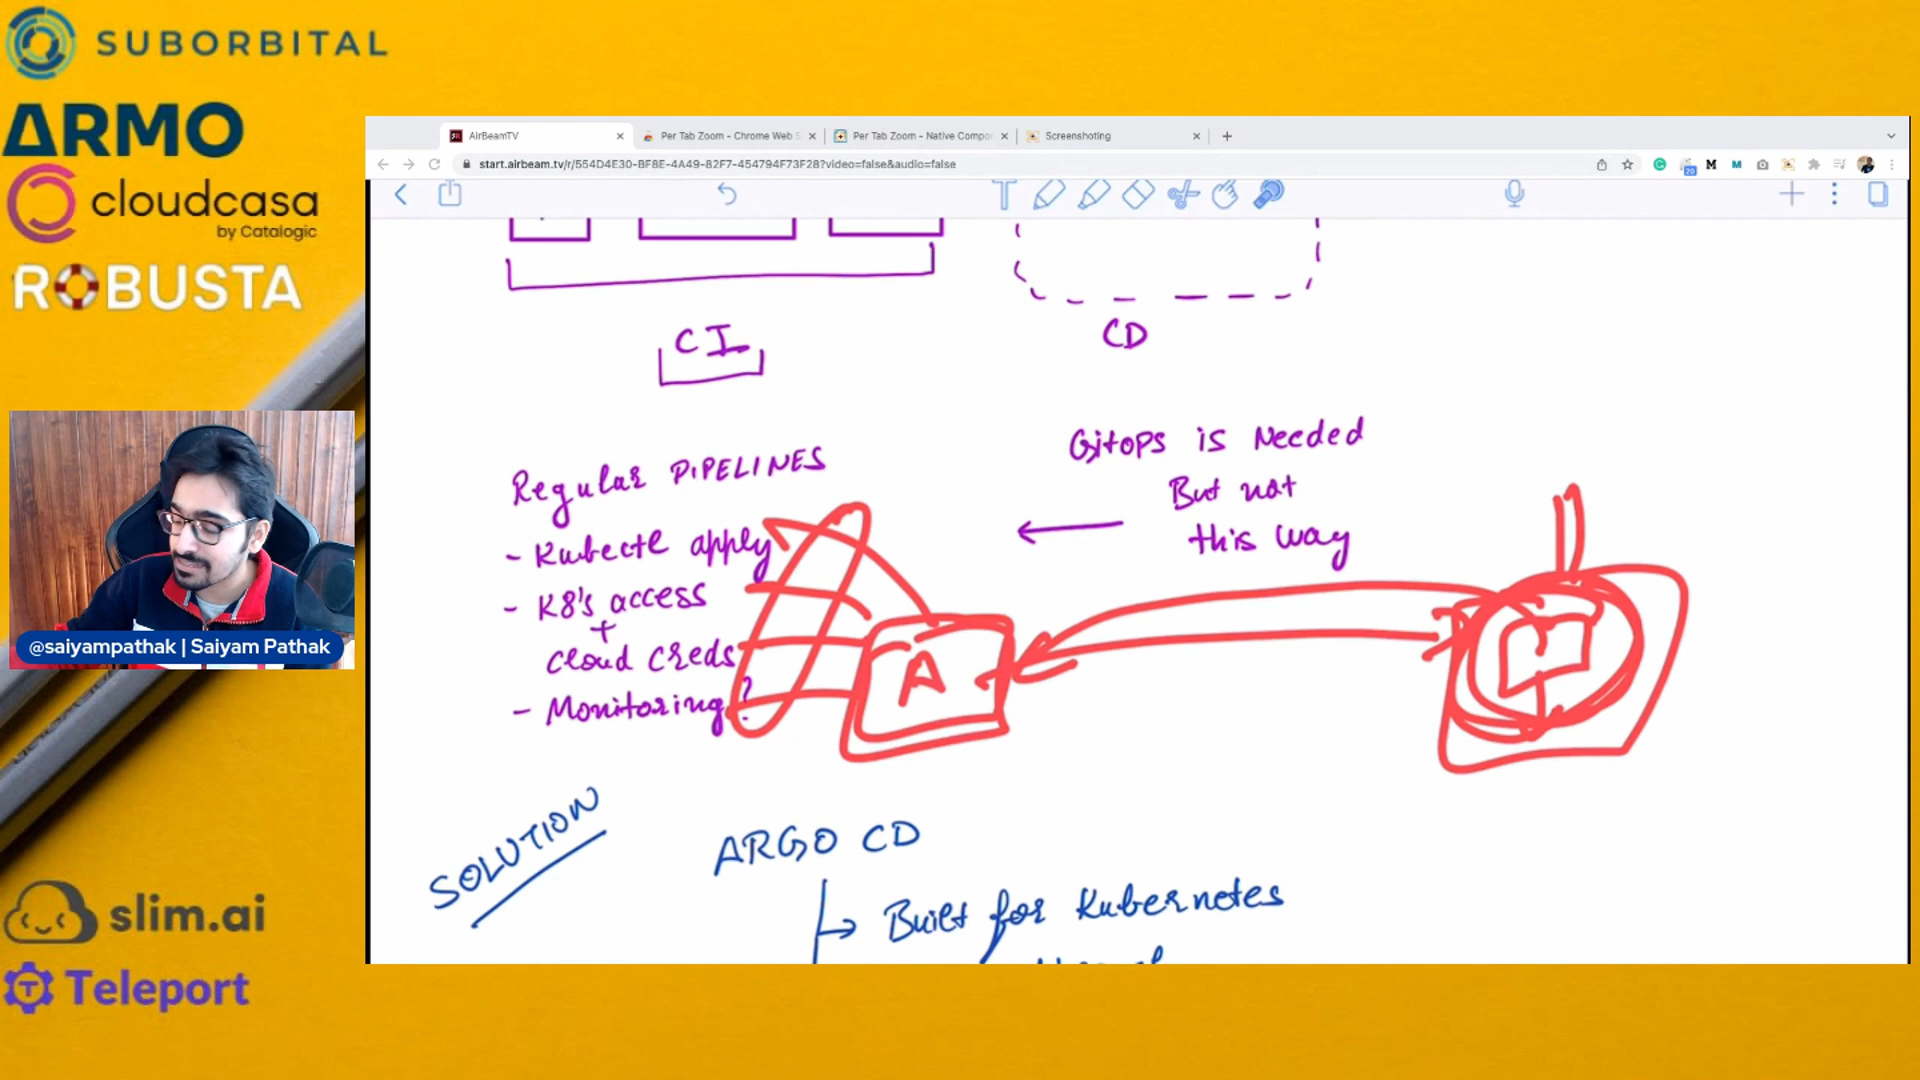 SUBORBITAL
ARMO
cloudcasa
by Catalogic
ROBUSTA
@saiyampathak | Saiyam Pathak
slim.ai
Teleport
AirBeamTV
Per Tab Zoom - Chrome Web S
Per Tab Zoom - Native Compo
Screenshoting
start.airbeam.tv/r/554D4E30-BF8E-4A49-82F7-454794F73F28?video=false&audio=false
20
M
M
T
CI
CD
Regular PIPELINES
- Kubectl apply
- K8's access
+
cloud creds
- Monitoring?
Gitops is Needed
But not
this way
A
SOLUTION
ARGO CD
Built for Kubernetes